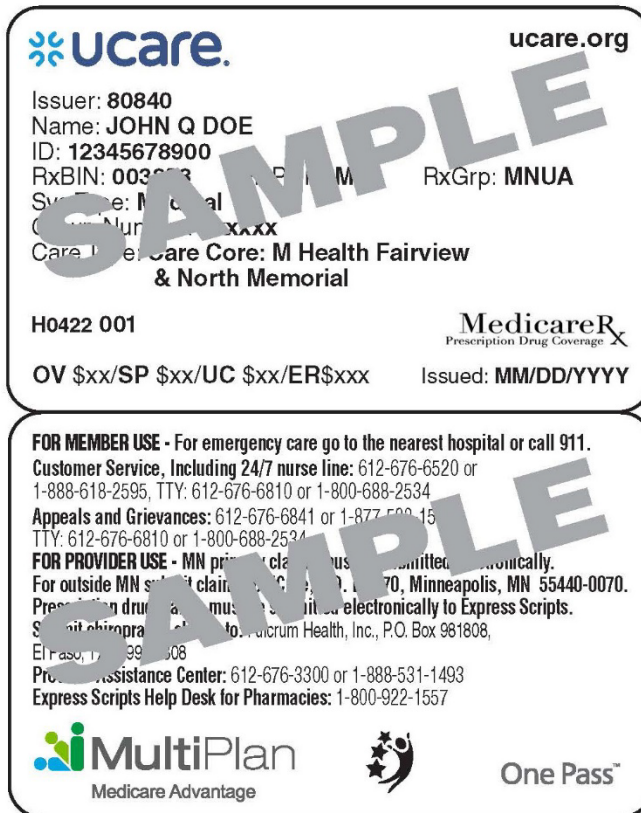 ucare. ucare.org
Issuer: 80840
Name: JOHN Q DOE
ID: 12345678900
RxBIN: RxGrp: MNUA
Care Core: M Health Fairview
& North Memorial
H0422 001 MedicareRx
Prescription Drug Coverage
OV $xx/SP $xx/UC $xx/ER$xxx Issued: MM/DD/YYYY
SAMPLE
FOR MEMBER USE - For emergency care go to the nearest hospital or call 911.
Customer Service, Including 24/7 nurse line: 612-676-6520 or
1-888-618-2595, TTY: 612-676-6810 or 1-800-688-2534
Appeals and Grievances: 612-676-6841 or
TTY: 612-676-6810 or 1-800-688-2534
FOR PROVIDER USE - MN
For outside MN Minneapolis, MN 55440-0070.
electronically to Express Scripts.
Fulcrum Health, Inc., P.O. Box 981808,
El Paso,
Assistance Center: 612-676-3300 or 1-888-531-1493
Express Scripts Help Desk for Pharmacies: 1-800-922-1557
SAMPLE
MultiPlan
Medicare Advantage
One Pass™